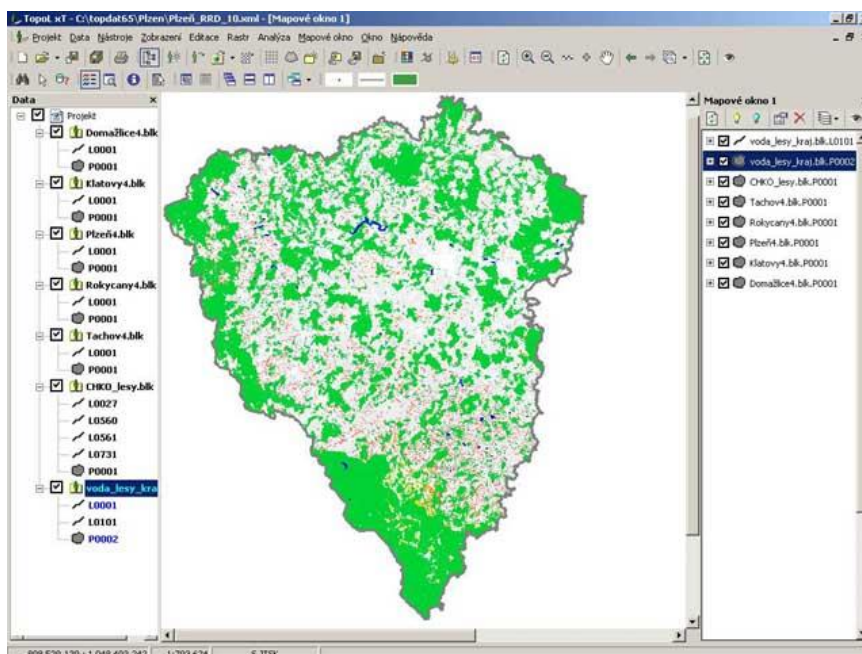 TopoL xT - C:\topdat65\Plzen\Plzeň_RRD_10.xml - [Mapové okno 1]
Projekt Data Nástroje Zobrazení Editace Rastr Analýza Mapové okno Okno Nápověda
Data
Projekt
Domažlice4.blk
L0001
P0001
Klatovy4.blk
L0001
P0001
Plzeň4.blk
L0001
P0001
Rokycany4.blk
L0001
P0001
Tachov4.blk
L0001
P0001
CHKO_lesy.blk
L0027
L0560
L0561
L0731
P0001
voda_lesy_kra
L0001
L0101
P0002
Mapové okno 1
voda_lesy_kraj.blk.L0101
voda_lesy_kraj.blk.P0002
CHKO_lesy.blk.P0001
Tachov4.blk.P0001
Rokycany4.blk.P0001
Plzeň4.blk.P0001
Klatovy4.blk.P0001
Domažlice4.blk.P0001